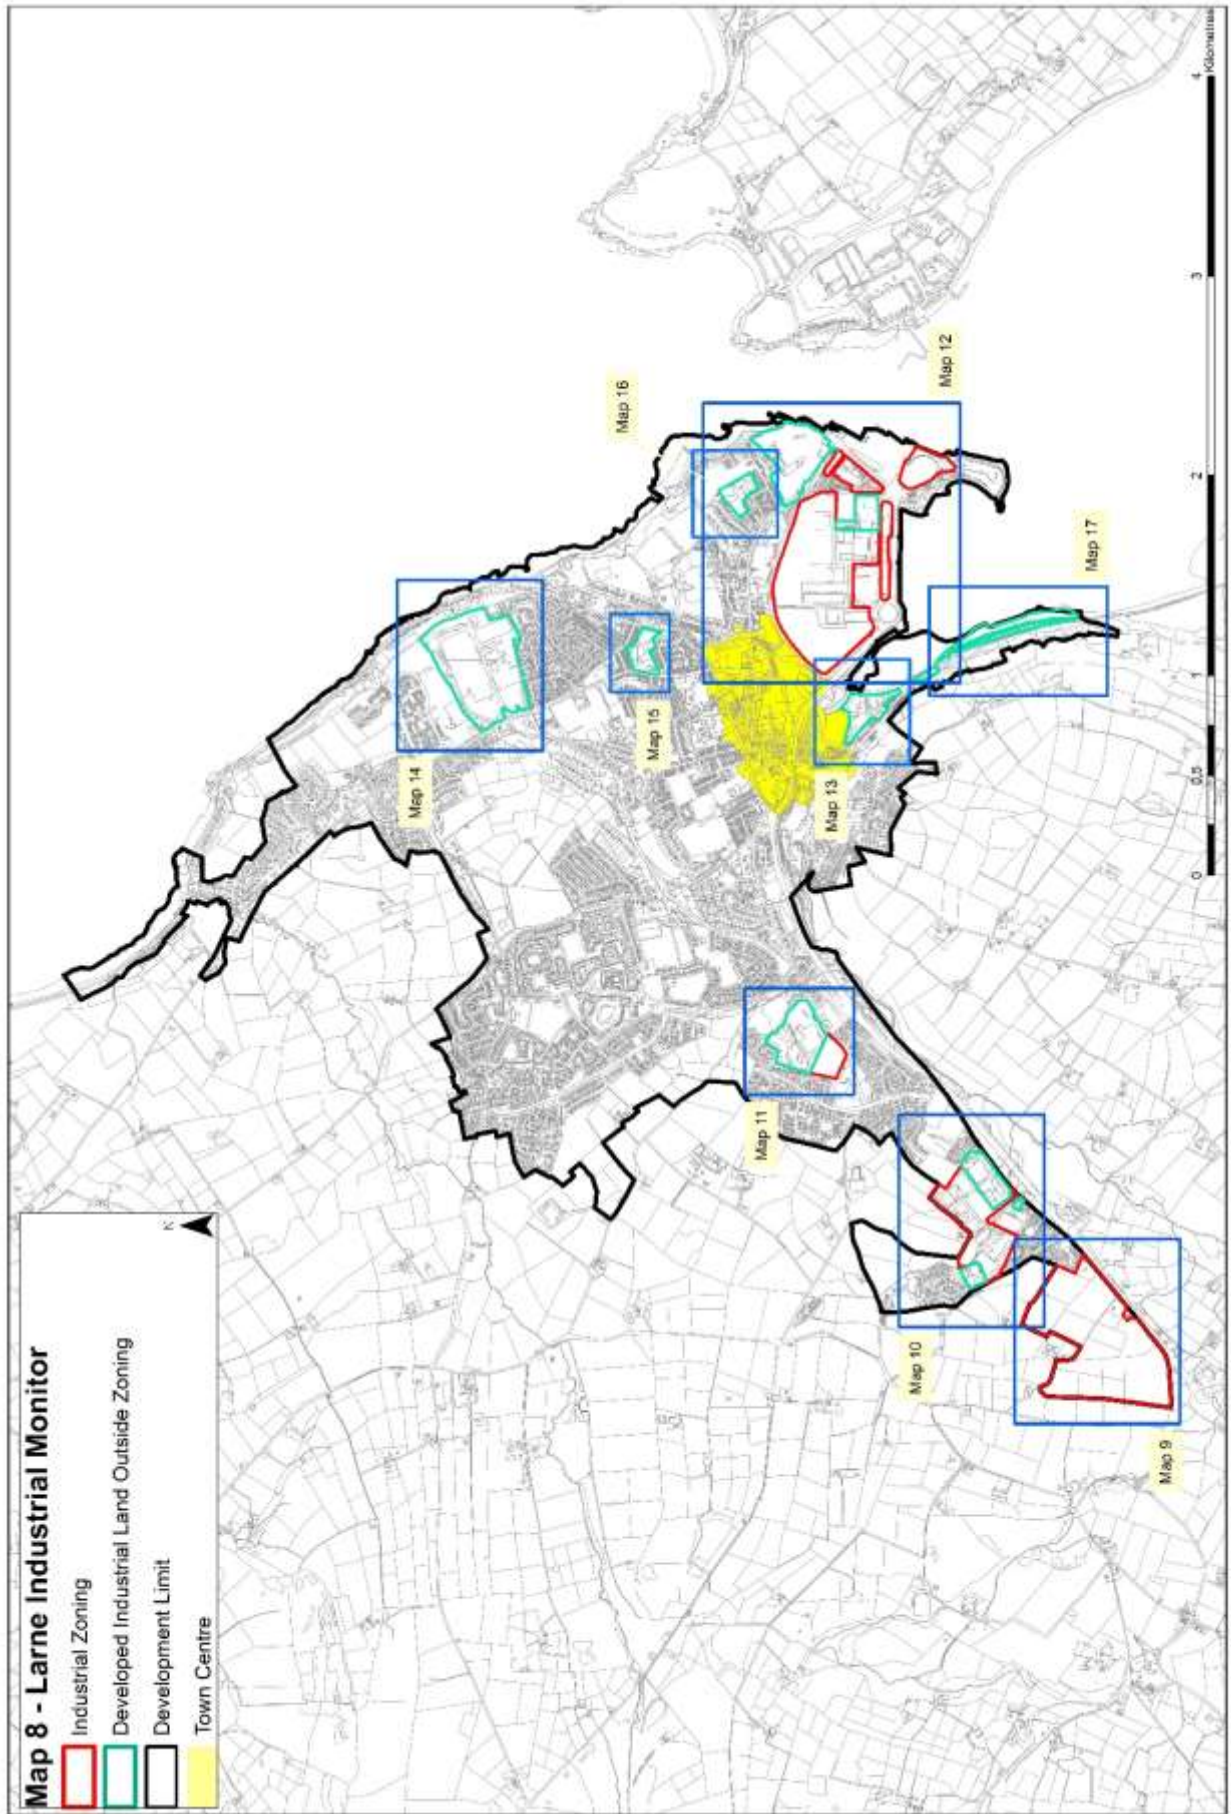 Map 8 - Larne Industrial Monitor
Industrial Zoning
Developed Industrial Land Outside Zoning
Development Limit
Town Centre
N
Map 14
Map 15
Map 16
Map 12
Map 17
Map 13
Map 11
Map 10
Map 9
0
0.5
1
2
3
4
Kilometres